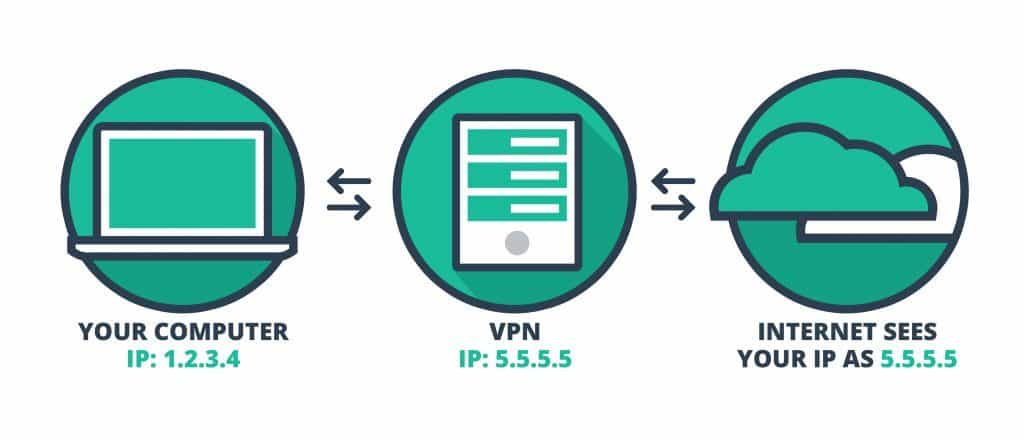 YOUR COMPUTER
IP: 1.2.3.4
VPN
IP: 5.5.5.5
INTERNET SEES
YOUR IP AS 5.5.5.5